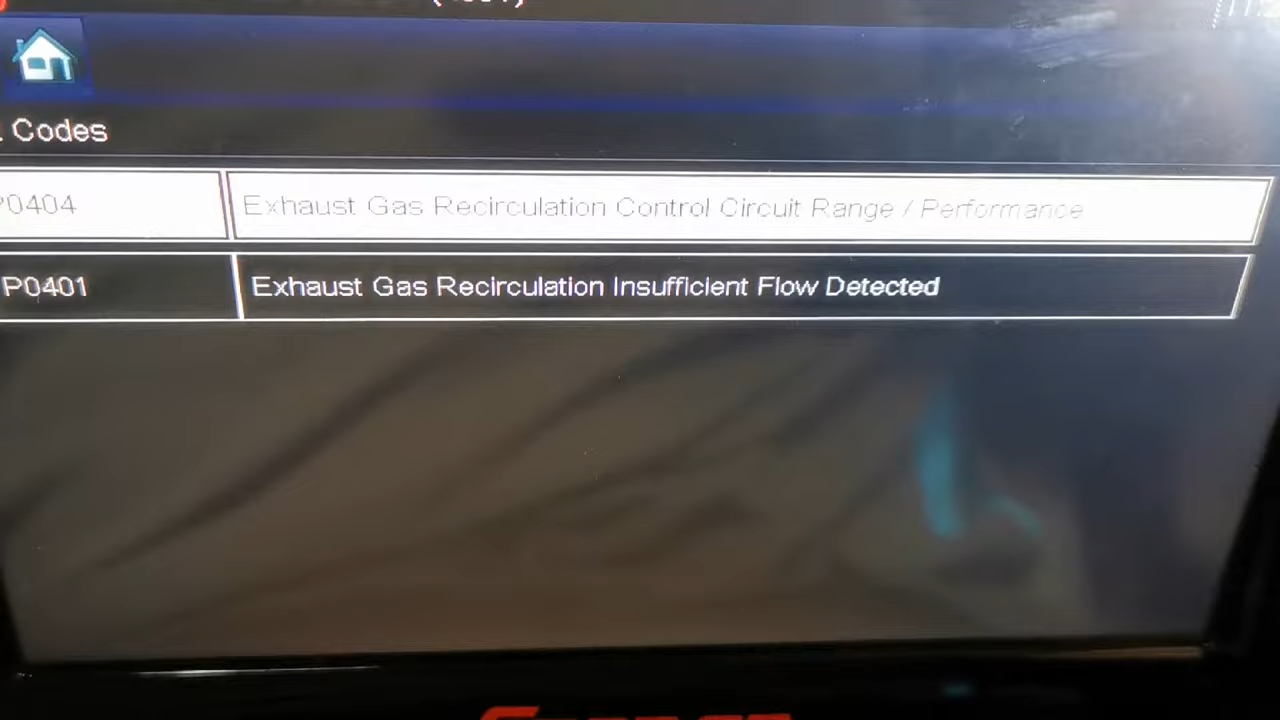 Codes
P0404 Exhaust Gas Recirculation Control Circuit Range / Performance
P0401 Exhaust Gas Recirculation Insufficient Flow Detected